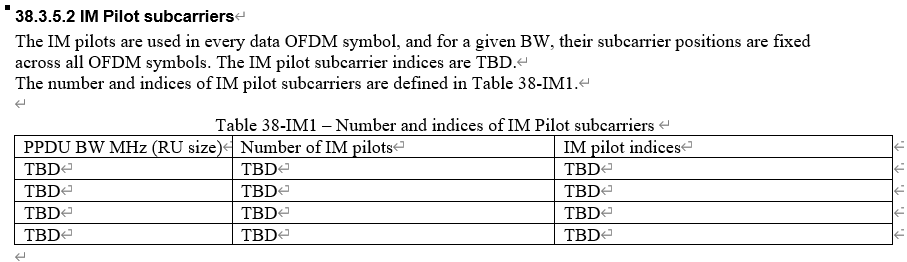 38.3.5.2 IM Pilot subcarriers
The IM pilots are used in every data OFDM symbol, and for a given BW, their subcarrier positions are fixed
across all OFDM symbols. The IM pilot subcarrier indices are TBD.
The number and indices of IM pilot subcarriers are defined in Table 38-IM1.
Table 38-IM1 – Number and indices of IM Pilot subcarriers
PPDU BW MHz (RU size) Number of IM pilots IM pilot indices
TBD TBD TBD
TBD TBD TBD
TBD TBD TBD
TBD TBD TBD